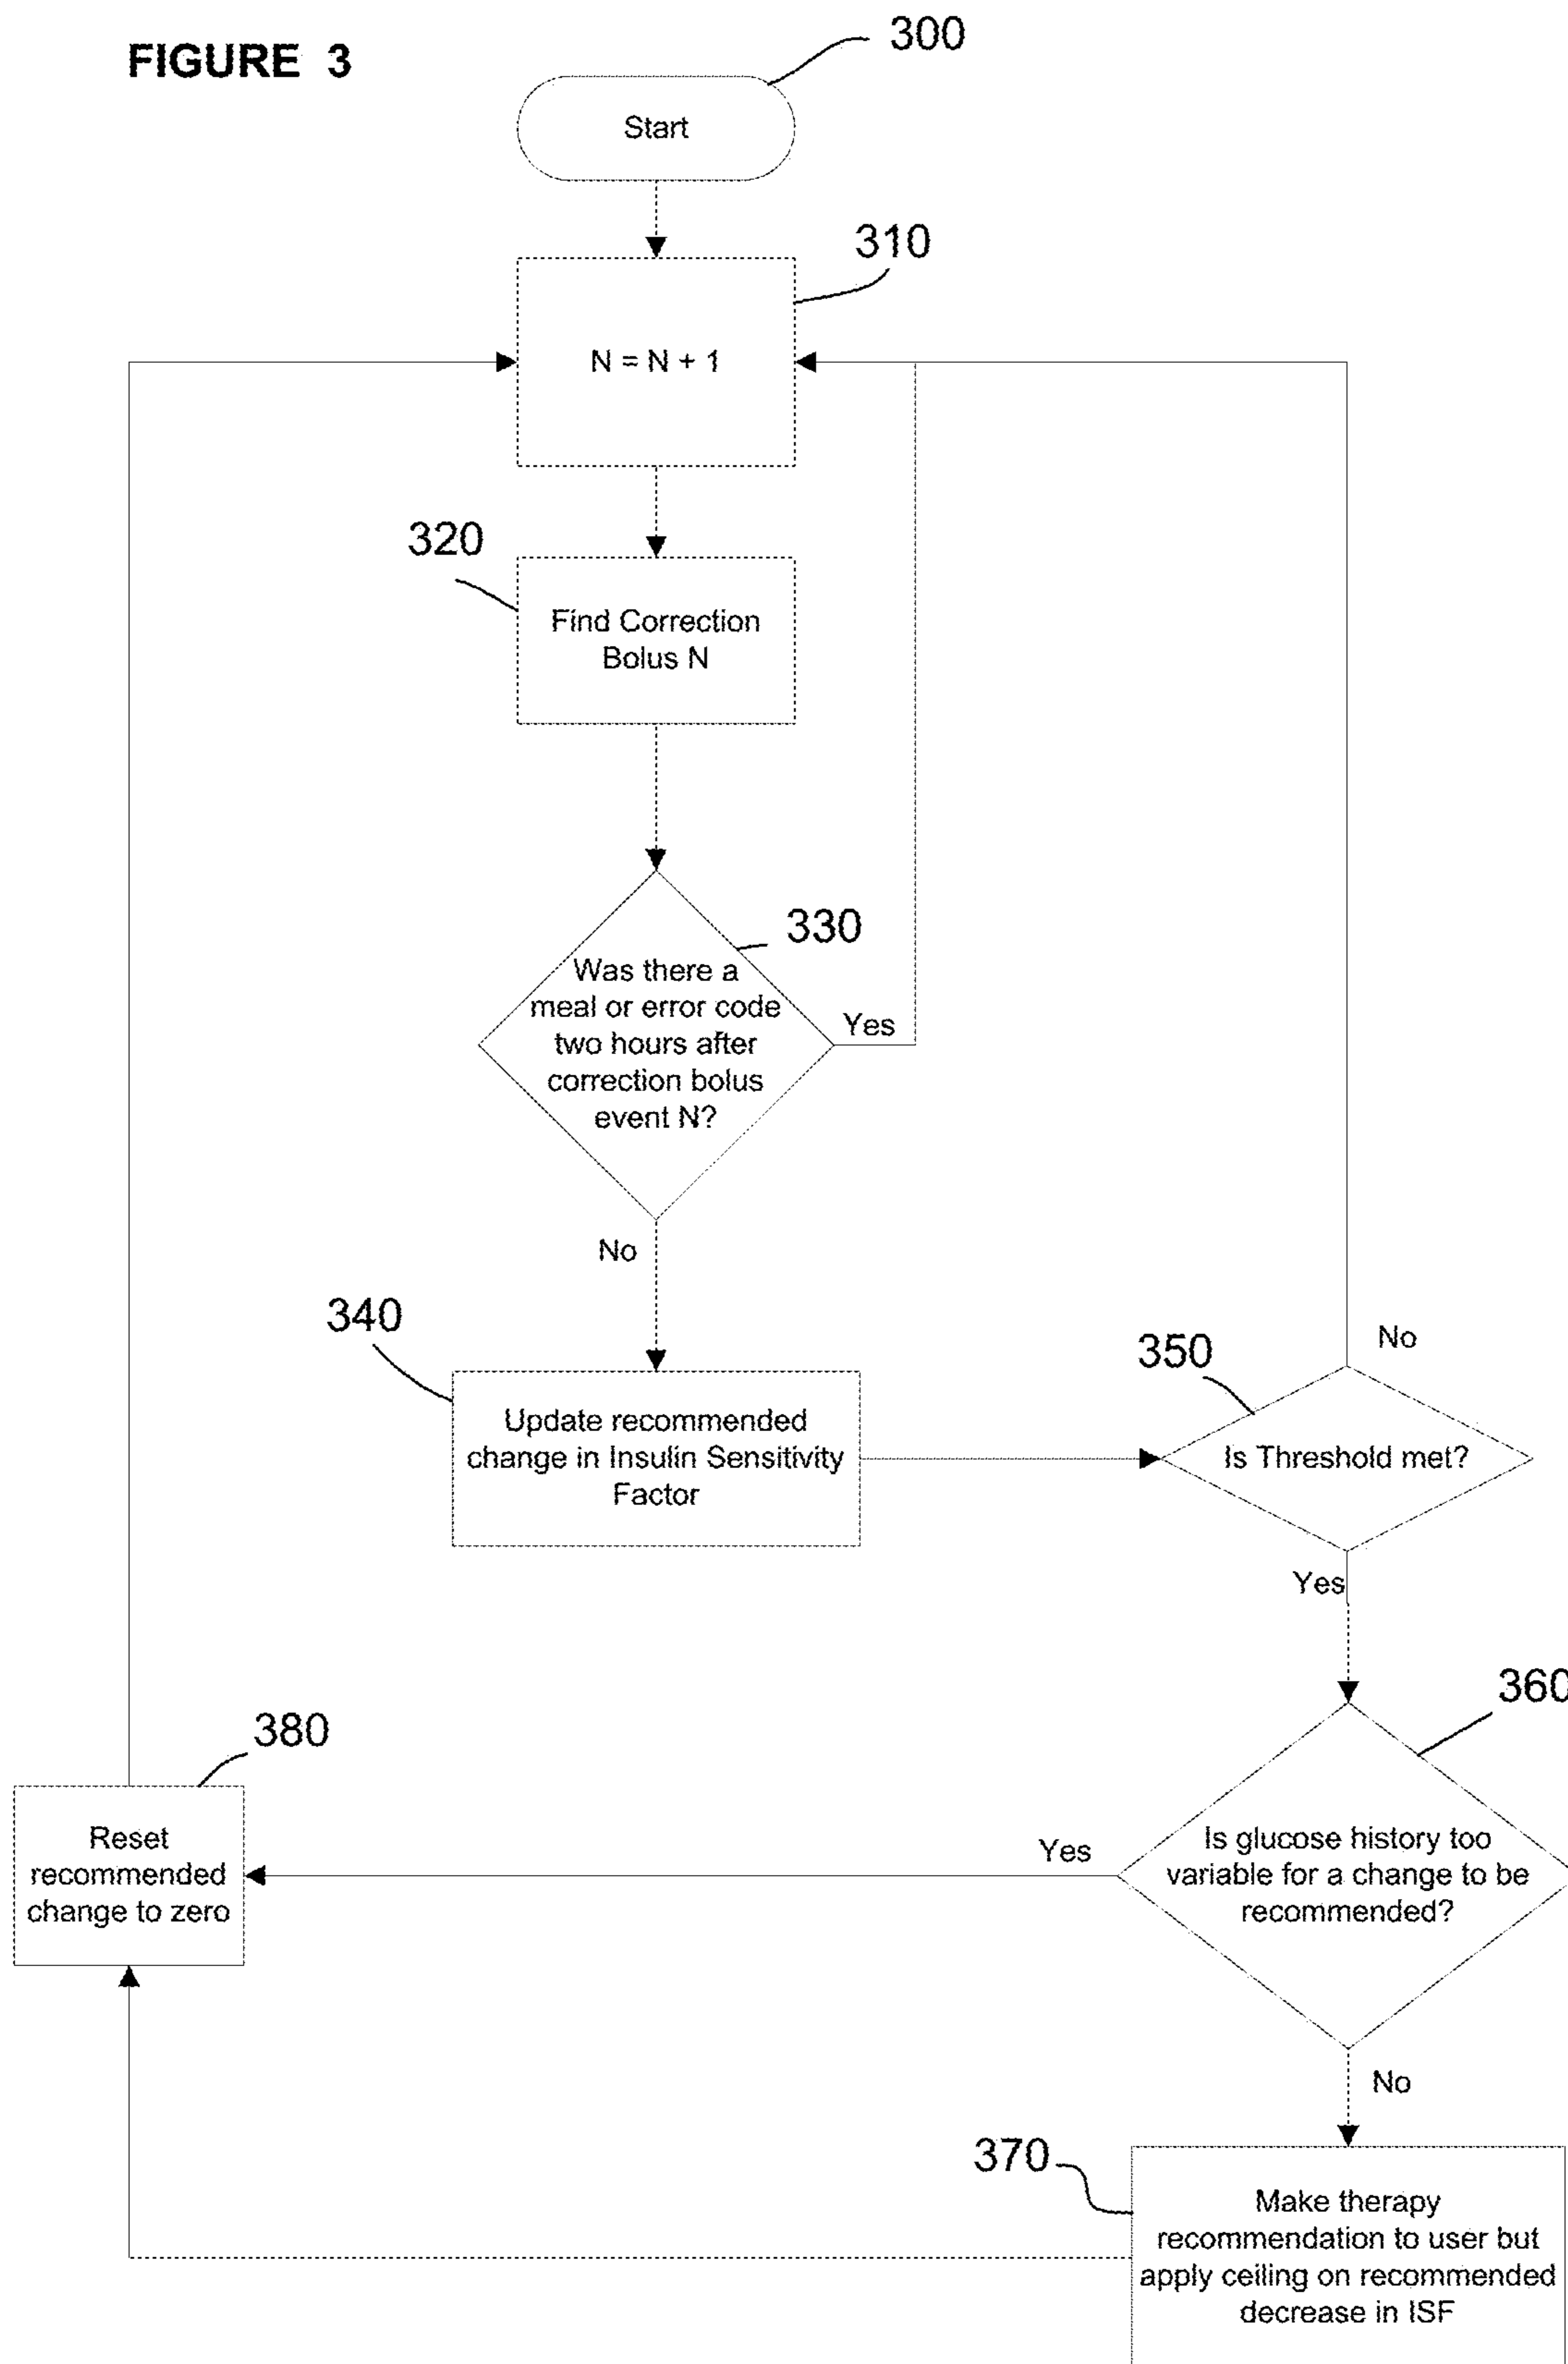 FIGURE 3
300
Start
310
N = N + 1
320
Find Correction
Bolus N
330
Was there a
meal or error code
two hours after
correction bolus
event N?
Yes
No
340
Update recommended
change in Insulin Sensitivity
Factor
350
No
Is Threshold met?
Yes
360
Is glucose history too
variable for a change to be
recommended?
Yes
380
Reset
recommended
change to zero
No
370
Make therapy
recommendation to user but
apply ceiling on recommended
decrease in ISF